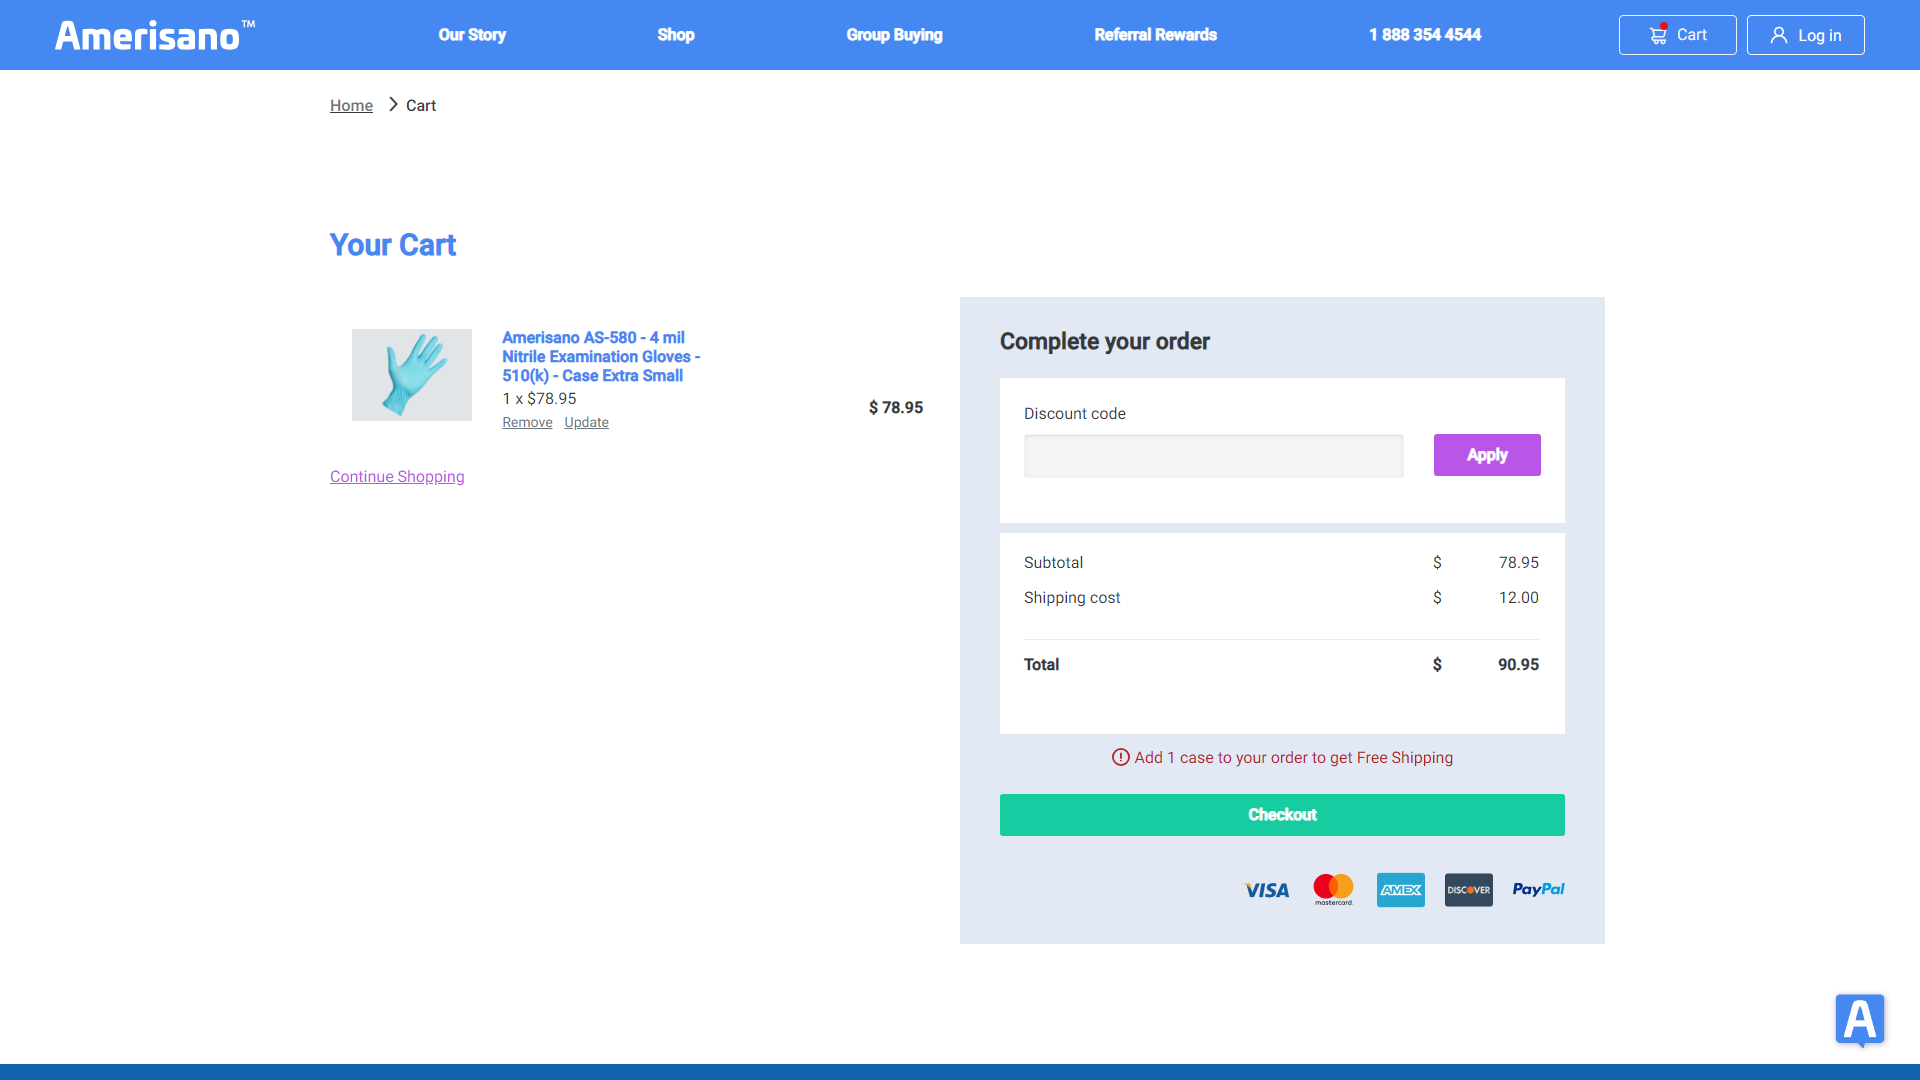 Amerisano™
Our Story
Shop
Group Buying
Referral Rewards
1 888 354 4544
Cart
Log in
Home
Cart
Your Cart
Amerisano AS-580 - 4 mil
Nitrile Examination Gloves -
510(k) - Case Extra Small
1 x $78.95
Remove Update
$ 78.95
Continue Shopping
Complete your order
Discount code
Apply
Subtotal $ 78.95
Shipping cost $ 12.00
Total $ 90.95
Add 1 case to your order to get Free Shipping
Checkout
VISA
mastercard.
AMEX
DISCOVER
PayPal
A